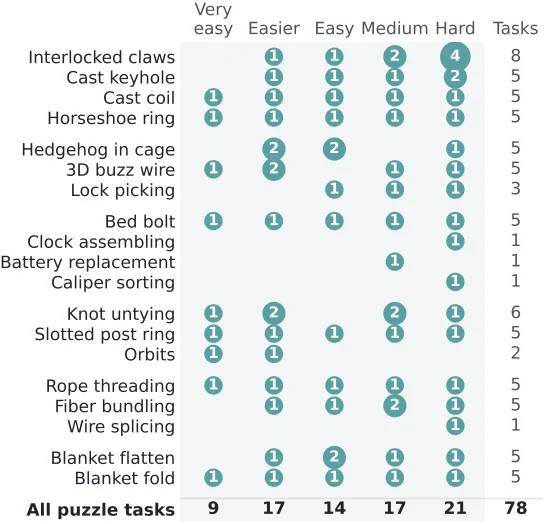 Very
easy Easier Easy Medium Hard Tasks
Interlocked claws 1 1 2 4 8
Cast keyhole 1 1 1 2 5
Cast coil 1 1 1 1 1 5
Horseshoe ring 1 1 1 1 1 5
Hedgehog in cage 2 2 1 5
3D buzz wire 1 2 1 1 5
Lock picking 1 1 1 3
Bed bolt 1 1 1 1 1 5
Clock assembling 1 1
Battery replacement 1 1
Caliper sorting 1 1
Knot untying 1 2 2 1 6
Slotted post ring 1 1 1 1 1 5
Orbits 1 1 2
Rope threading 1 1 1 1 1 5
Fiber bundling 1 1 2 1 5
Wire splicing 1 1
Blanket flatten 1 2 1 1 5
Blanket fold 1 1 1 1 1 5
All puzzle tasks 9 17 14 17 21 78